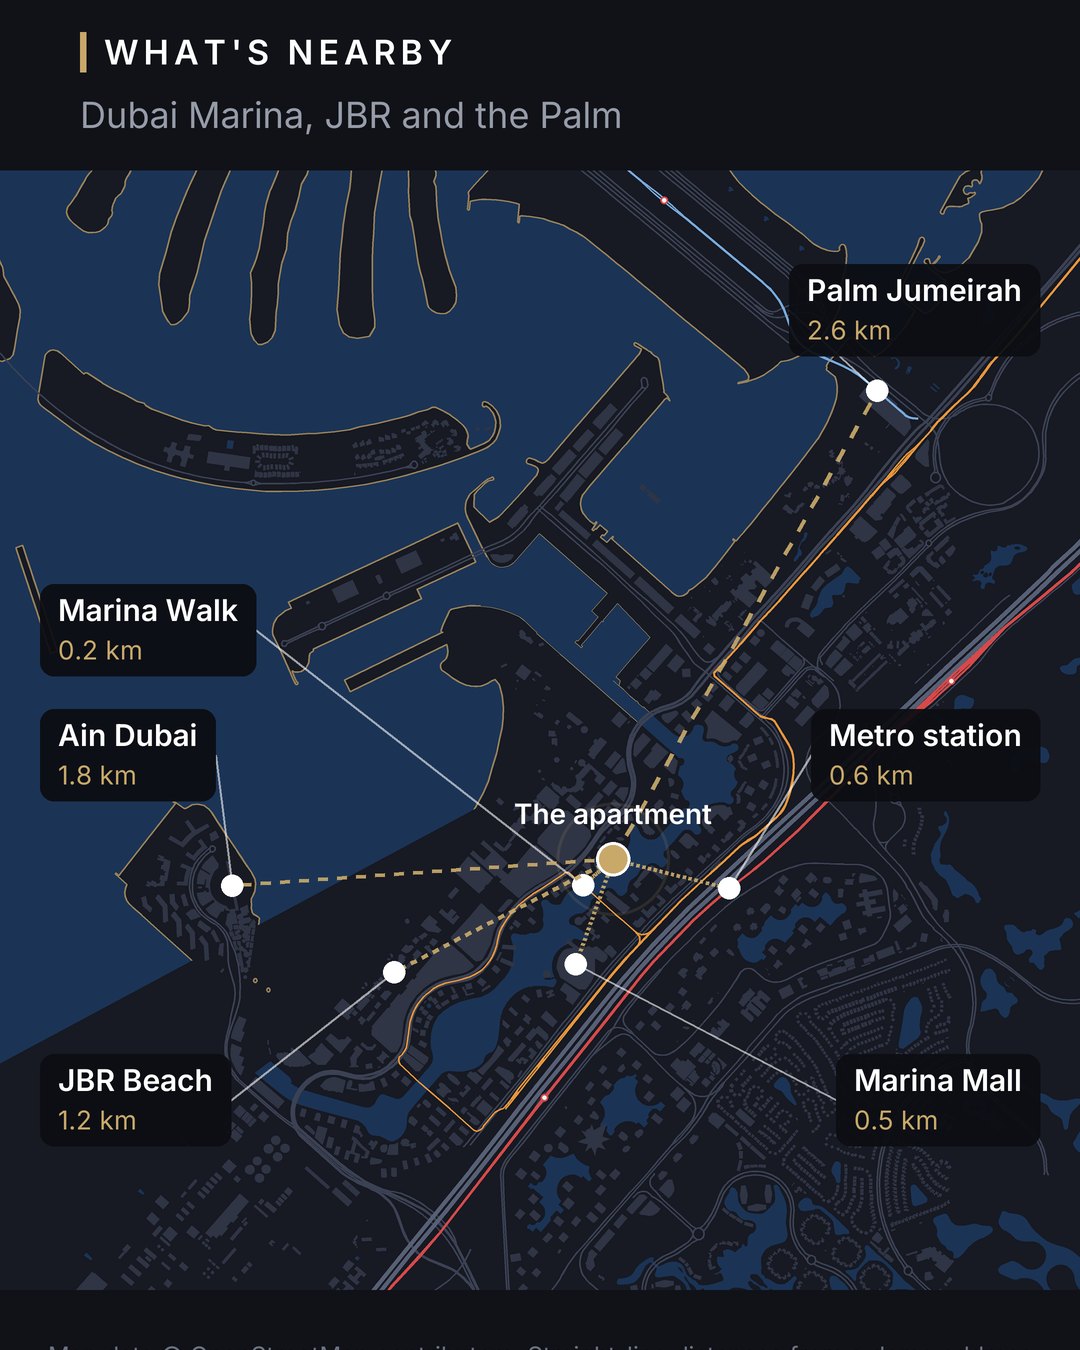 WHAT'S NEARBY
Dubai Marina, JBR and the Palm
Palm Jumeirah
2.6 km
Marina Walk
0.2 km
Ain Dubai
1.8 km
Metro station
0.6 km
The apartment
JBR Beach
1.2 km
Marina Mall
0.5 km